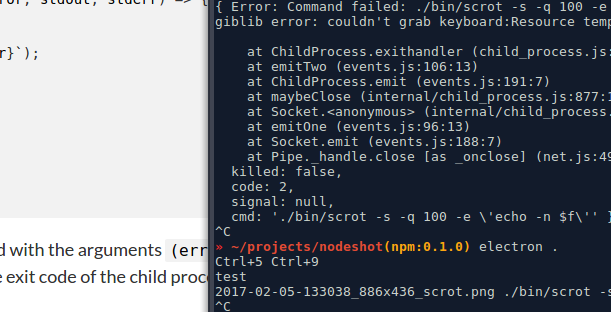 stdout, stderr) => {
r}`);
d with the arguments (err
e exit code of the child proc
{ Error: Command failed: ./bin/scrot -s -q 100 -e
giblib error: couldn't grab keyboard:Resource temp
at ChildProcess.exithandler (child_process.js:
at emitTwo (events.js:106:13)
at ChildProcess.emit (events.js:191:7)
at maybeClose (internal/child_process.js:877:1
at Socket.<anonymous> (internal/child_process.
at emitOne (events.js:96:13)
at Socket.emit (events.js:188:7)
at Pipe._handle.close [as _onclose] (net.js:49
killed: false,
code: 2,
signal: null,
cmd: './bin/scrot -s -q 100 -e \'echo -n $f\'' }
^C
» ~/projects/nodeshot(npm:0.1.0) electron .
Ctrl+5 Ctrl+9
test
2017-02-05-133038_886x436_scrot.png ./bin/scrot -s
^C